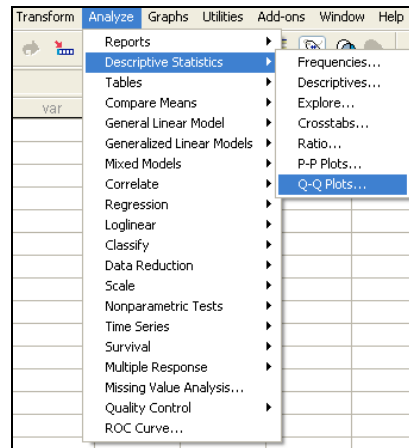 Transform Analyze Graphs Utilities Add-ons Window Help
Reports
Descriptive Statistics
Tables
Compare Means
General Linear Model
Generalized Linear Models
Mixed Models
Correlate
Regression
Loglinear
Classify
Data Reduction
Scale
Nonparametric Tests
Time Series
Survival
Multiple Response
Missing Value Analysis...
Quality Control
ROC Curve...
Frequencies...
Descriptives...
Explore...
Crosstabs...
Ratio...
P-P Plots...
Q-Q Plots...
var